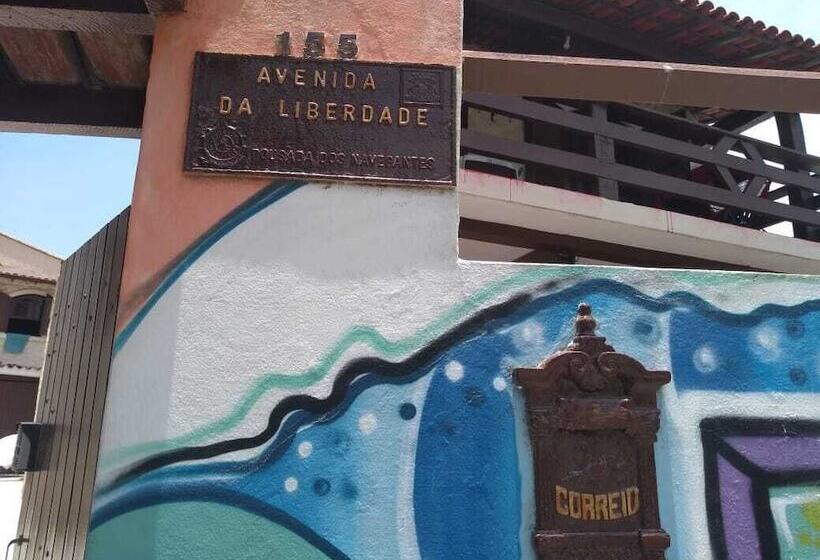 155
AVENIDA
DA LIBERDADE
POUSADA DOS NAVEGANTES
CORREIO